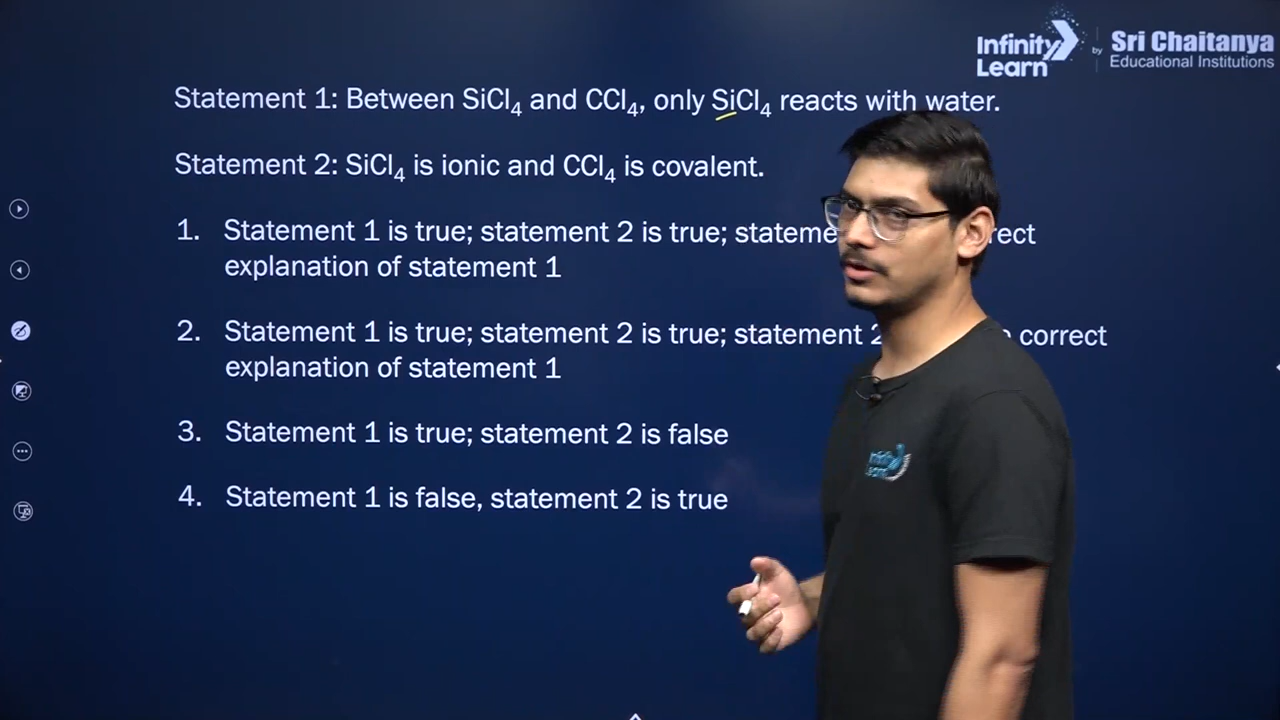 Infinity Learn by Sri Chaitanya Educational Institutions
Statement 1: Between SiCl₄ and CCl₄, only SiCl₄ reacts with water.
Statement 2: SiCl₄ is ionic and CCl₄ is covalent.
1. Statement 1 is true; statement 2 is true;
explanation of statement 1
2. Statement 1 is true; statement 2 is true; statement 2 correct
explanation of statement 1
3. Statement 1 is true; statement 2 is false
4. Statement 1 is false, statement 2 is true